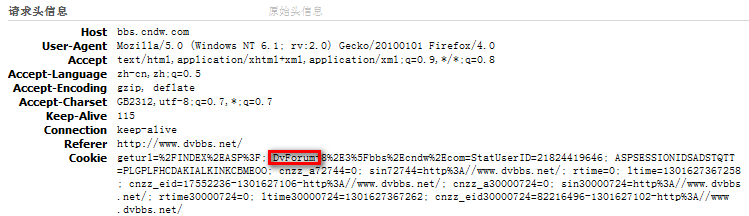 请求头信息 原始头信息
Host bbs.cndw.com
User-Agent Mozilla/5.0 (Windows NT 6.1; rv:2.0) Gecko/20100101 Firefox/4.0
Accept text/html,application/xhtml+xml,application/xml;q=0.9,*/*;q=0.8
Accept-Language zh-cn,zh;q=0.5
Accept-Encoding gzip, deflate
Accept-Charset GB2312,utf-8;q=0.7,*;q=0.7
Keep-Alive 115
Connection keep-alive
Referer http://www.dvbbs.net/
Cookie geturl=%2FINDEX%2EASP%3F; DvForum+8%2E3%5Fbbs%2Ecndw%2Ecom=StatUserID=21824419646; ASPSESSIONIDSADSTQTT
=PLGPLFHCDAKIALKINKCBMEOO; cnzz_a72744=0; sin72744=http%3A//www.dvbbs.net/; rtime=0; ltime=1301627367258
; cnzz_eid=17552236-1301627106-http%3A//www.dvbbs.net/; cnzz_a30000724=0; sin30000724=http%3A//www.dvbbs
.net/; rtime30000724=0; ltime30000724=1301627367262; cnzz_eid30000724=82216496-1301627102-http%3A//www
.dvbbs.net/